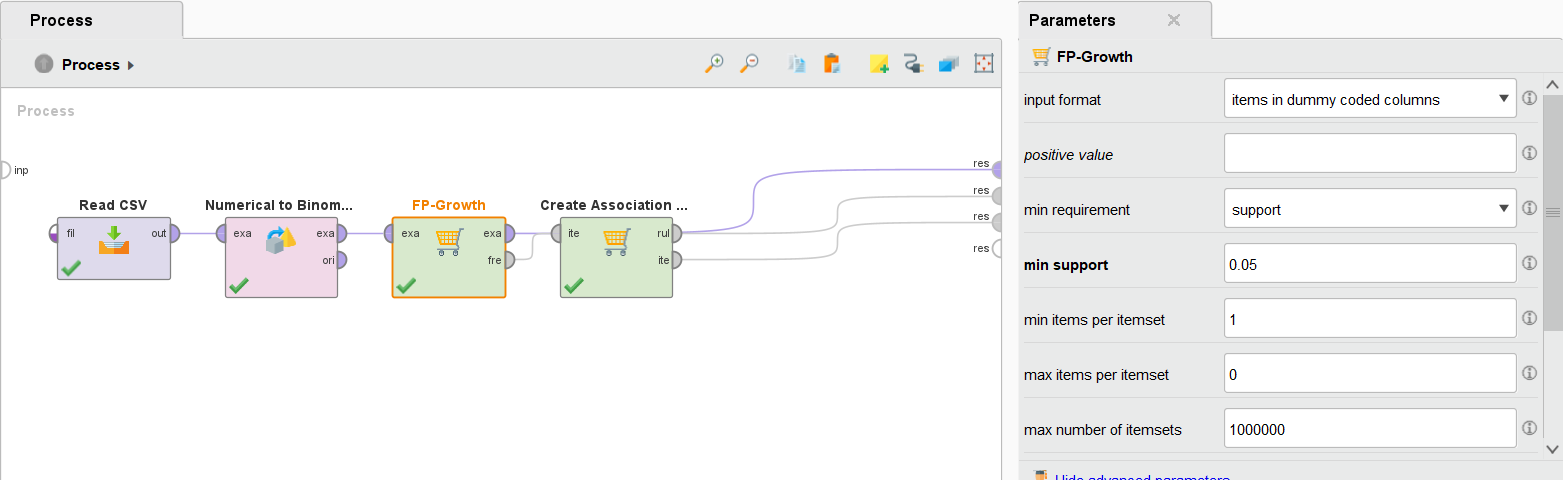 Process
Process
Process
inp
res
res
res
res
Read CSV
fil
out
Numerical to Binom...
exa
exa
ori
FP-Growth
exa
exa
fre
Create Association ...
ite
rul
ite
Parameters
FP-Growth
input format
items in dummy coded columns
positive value
min requirement
support
min support
0.05
min items per itemset
1
max items per itemset
0
max number of itemsets
1000000
Hide advanced parameters